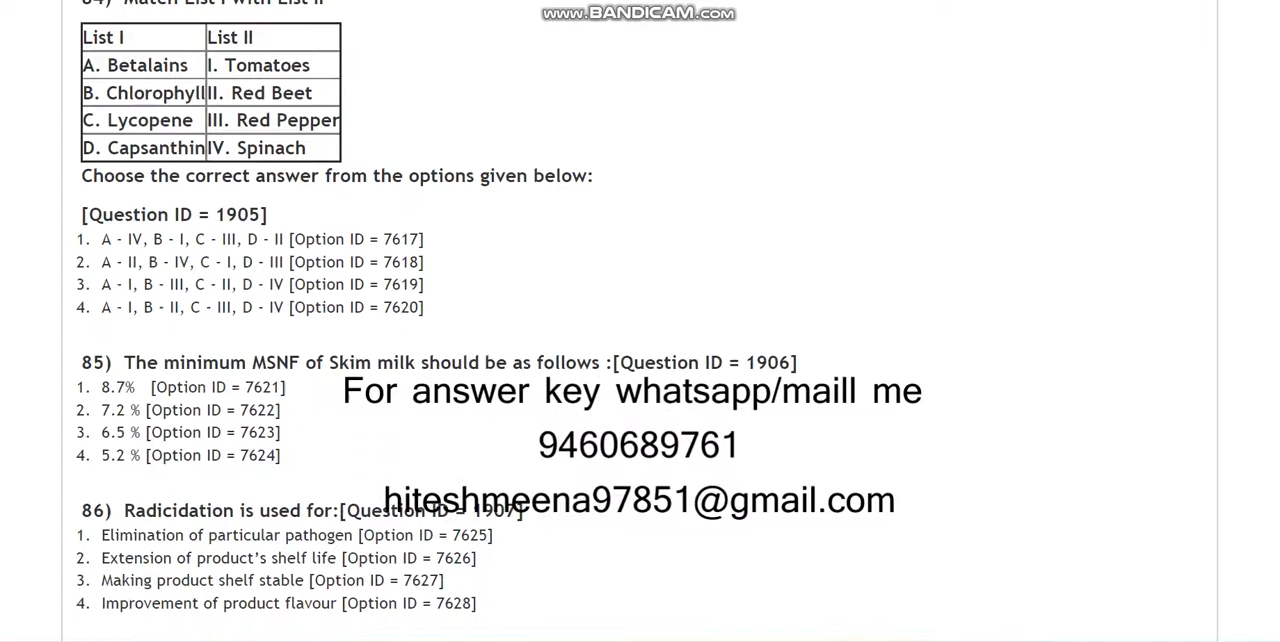 www.BANDICAM.com
84) Match List I with List II
List I List II
A. Betalains I. Tomatoes
B. Chlorophyll II. Red Beet
C. Lycopene III. Red Pepper
D. Capsanthin IV. Spinach
Choose the correct answer from the options given below:
[Question ID = 1905]
1. A - IV, B - I, C - III, D - II [Option ID = 7617]
2. A - II, B - IV, C - I, D - III [Option ID = 7618]
3. A - I, B - III, C - II, D - IV [Option ID = 7619]
4. A - I, B - II, C - III, D - IV [Option ID = 7620]
85) The minimum MSNF of Skim milk should be as follows :[Question ID = 1906]
1. 8.7% [Option ID = 7621]
2. 7.2 % [Option ID = 7622]
3. 6.5 % [Option ID = 7623]
4. 5.2 % [Option ID = 7624]
For answer key whatsapp/maill me
9460689761
hiteshmeena97851@gmail.com
86) Radicidation is used for:[Question ID = 1907]
1. Elimination of particular pathogen [Option ID = 7625]
2. Extension of product’s shelf life [Option ID = 7626]
3. Making product shelf stable [Option ID = 7627]
4. Improvement of product flavour [Option ID = 7628]